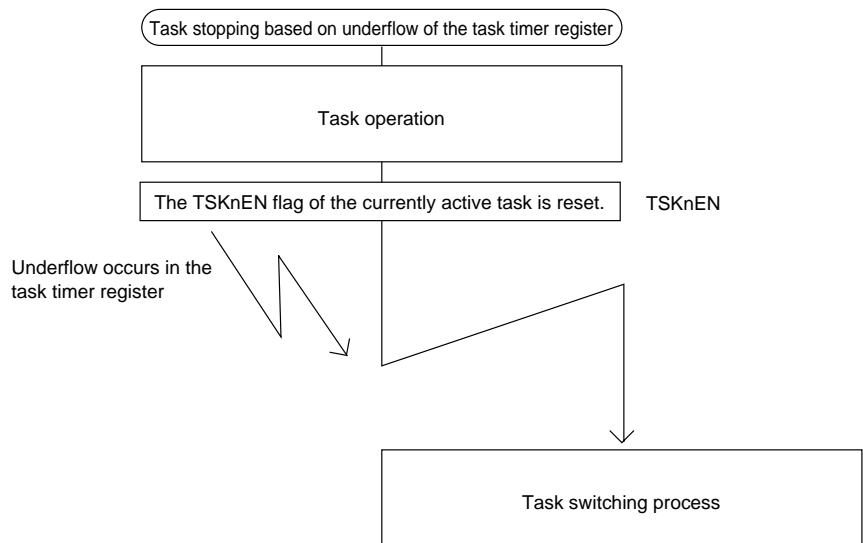 Task stopping based on underflow of the task timer register
Task operation
The TSKnEN flag of the currently active task is reset.
TSKnEN
Underflow occurs in the
task timer register
Task switching process